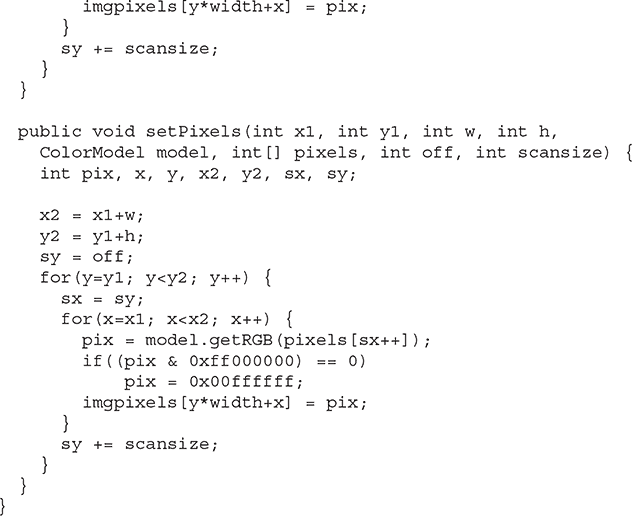 imgpixels[y*width+x] = pix;
      }
      sy += scansize;
    }
  }

  public void setPixels(int x1, int y1, int w, int h,
    ColorModel model, int[] pixels, int off, int scansize) {
    int pix, x, y, x2, y2, sx, sy;

    x2 = x1+w;
    y2 = y1+h;
    sy = off;
    for(y=y1; y<y2; y++) {
      sx = sy;
      for(x=x1; x<x2; x++) {
        pix = model.getRGB(pixels[sx++]);
        if((pix & 0xff000000) == 0)
            pix = 0x00ffffff;
        imgpixels[y*width+x] = pix;
      }
      sy += scansize;
    }
  }
}